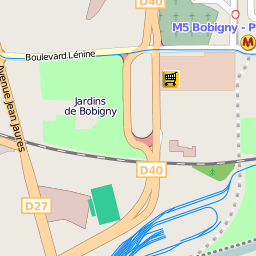 D40
M5 Bobigny - P
M
Boulevard Lénine
Avenue Jean Jaurès
Jardins
de Bobigny
D40
D27